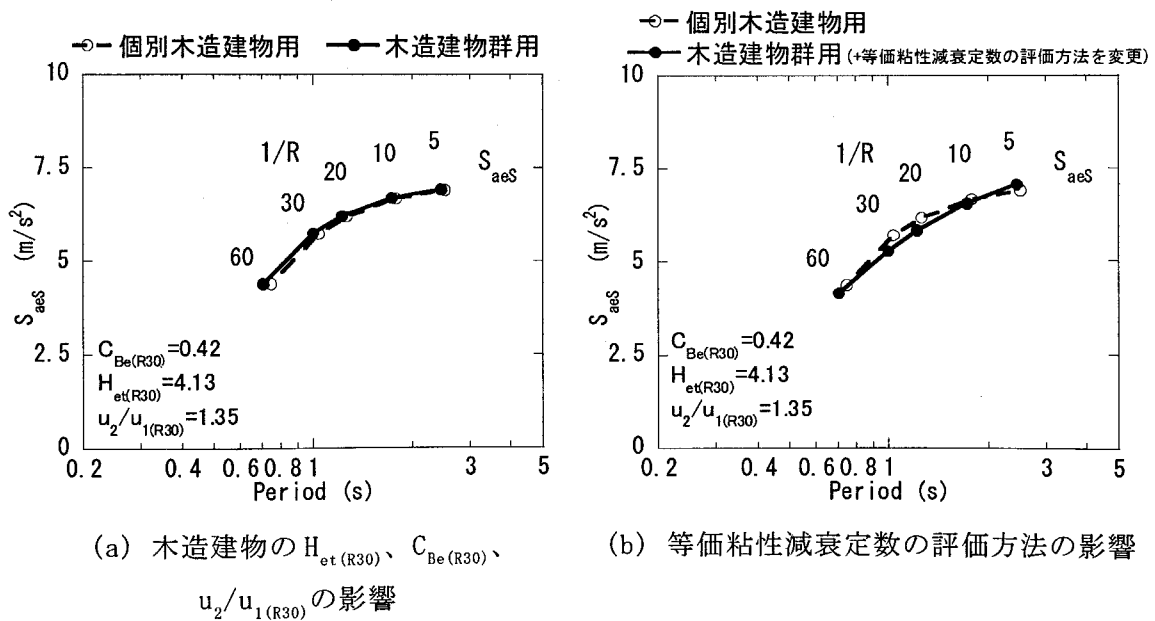 個別木造建物用 木造建物群用
10
7.5
5
2.5
0
S_aeS (m/s²)
1/R
60
30
20
10
5
S_aeS
C_Be(R30)=0.42
H_et(R30)=4.13
u₂/u₁(R30)=1.35
0.2 0.4 0.6 0.8 1 3 5
Period (s)
(a) 木造建物のH_et(R30)、C_Be(R30)、
u₂/u₁(R30)の影響
個別木造建物用
木造建物群用(+等価粘性減衰定数の評価方法を変更)
10
7.5
5
2.5
0
S_aeS (m/s²)
1/R
60
30
20
10
5
S_aeS
C_Be(R30)=0.42
H_et(R30)=4.13
u₂/u₁(R30)=1.35
0.2 0.4 0.6 0.8 1 3 5
Period (s)
(b) 等価粘性減衰定数の評価方法の影響